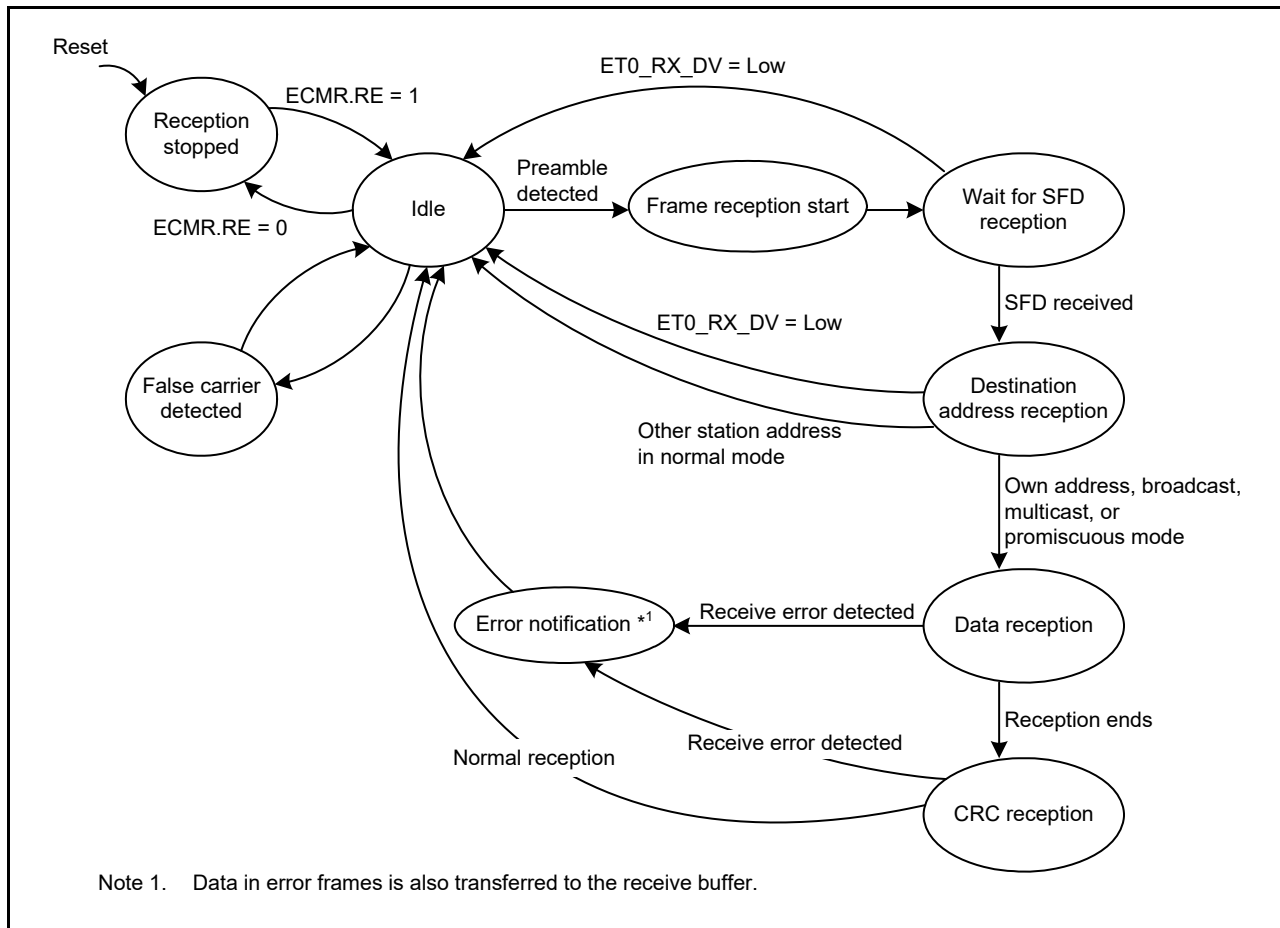 Reset
ET0_RX_DV = Low
ECMR.RE = 1
Reception
stopped
Preamble
detected
Idle
Frame reception start
Wait for SFD
reception
ECMR.RE = 0
SFD received
ET0_RX_DV = Low
False carrier
detected
Destination
address reception
Other station address
in normal mode
Own address, broadcast,
multicast, or
promiscuous mode
Receive error detected
Error notification *1
Data reception
Reception ends
Receive error detected
Normal reception
CRC reception
Note 1. Data in error frames is also transferred to the receive buffer.